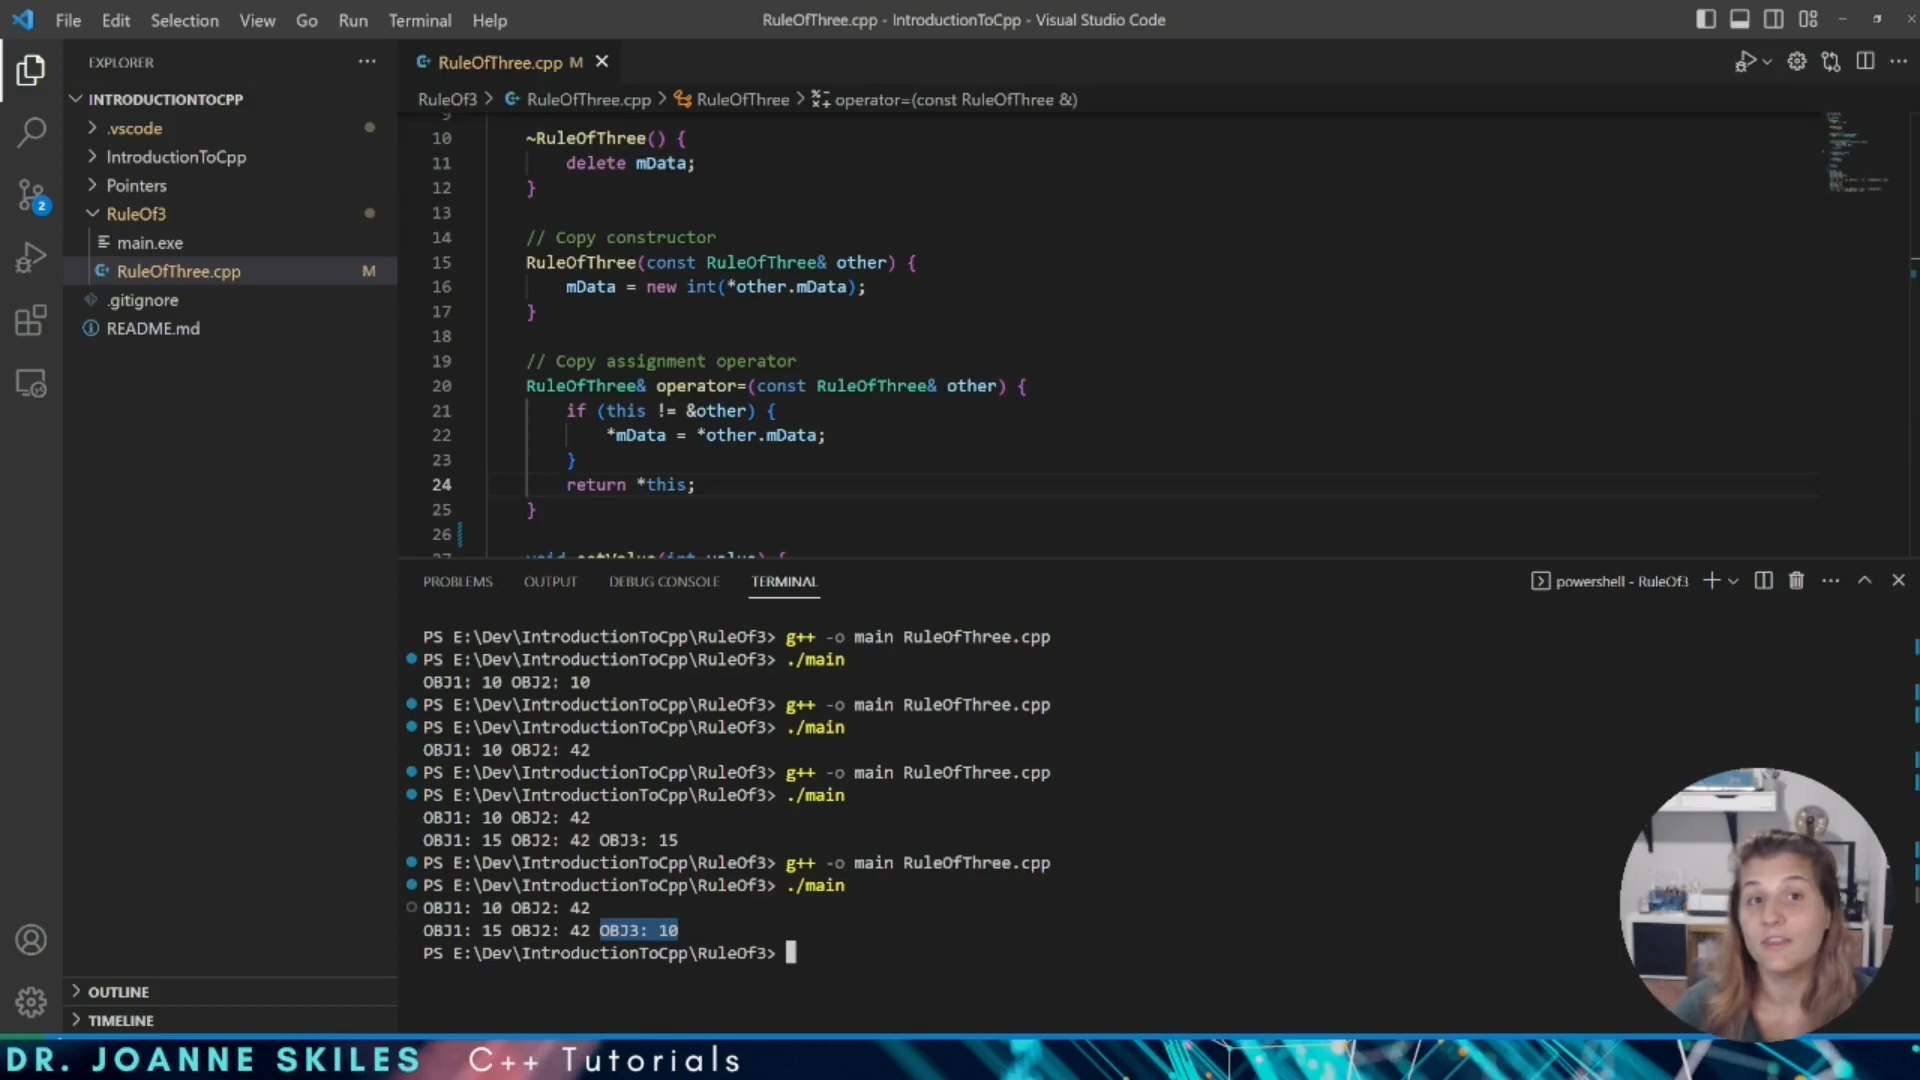 File Edit Selection View Go Run Terminal Help
RuleOfThree.cpp - IntroductionToCpp - Visual Studio Code
EXPLORER
INTRODUCTIONTOCPP
.vscode
IntroductionToCpp
Pointers
RuleOf3
main.exe
RuleOfThree.cpp M
.gitignore
README.md
OUTLINE
TIMELINE
2
RuleOfThree.cpp M
RuleOf3 > RuleOfThree.cpp > RuleOfThree > operator=(const RuleOfThree &)
9
10 ~RuleOfThree() {
11 delete mData;
12 }
13
14 // Copy constructor
15 RuleOfThree(const RuleOfThree& other) {
16 mData = new int(*other.mData);
17 }
18
19 // Copy assignment operator
20 RuleOfThree& operator=(const RuleOfThree& other) {
21 if (this != &other) {
22 *mData = *other.mData;
23 }
24 return *this;
25 }
26
27 void setValue(int value) {
PROBLEMS OUTPUT DEBUG CONSOLE TERMINAL
powershell - RuleOf3
PS E:\Dev\IntroductionToCpp\RuleOf3> g++ -o main RuleOfThree.cpp
PS E:\Dev\IntroductionToCpp\RuleOf3> ./main
OBJ1: 10 OBJ2: 10
PS E:\Dev\IntroductionToCpp\RuleOf3> g++ -o main RuleOfThree.cpp
PS E:\Dev\IntroductionToCpp\RuleOf3> ./main
OBJ1: 10 OBJ2: 42
PS E:\Dev\IntroductionToCpp\RuleOf3> g++ -o main RuleOfThree.cpp
PS E:\Dev\IntroductionToCpp\RuleOf3> ./main
OBJ1: 10 OBJ2: 42
OBJ1: 15 OBJ2: 42 OBJ3: 15
PS E:\Dev\IntroductionToCpp\RuleOf3> g++ -o main RuleOfThree.cpp
PS E:\Dev\IntroductionToCpp\RuleOf3> ./main
OBJ1: 10 OBJ2: 42
OBJ1: 15 OBJ2: 42 OBJ3: 10
PS E:\Dev\IntroductionToCpp\RuleOf3>
DR. JOANNE SKILES C++ Tutorials